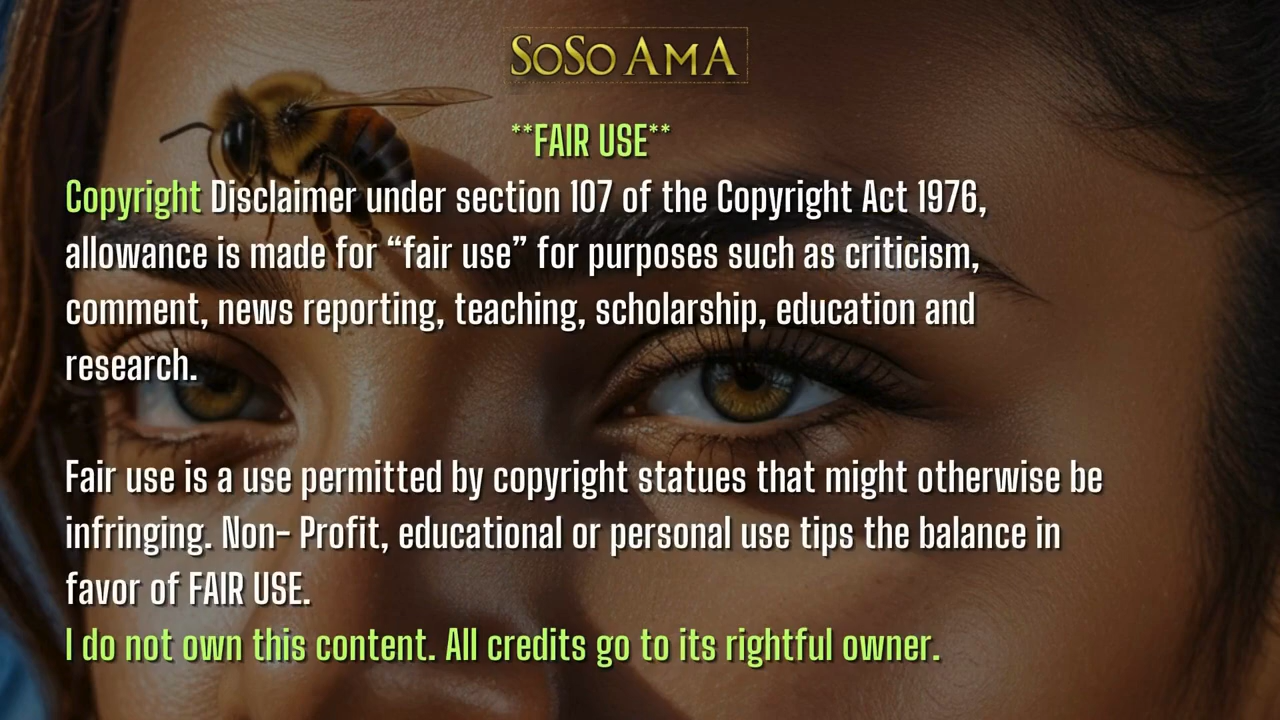 SoSo AmA
**FAIR USE**
Copyright Disclaimer under section 107 of the Copyright Act 1976,
allowance is made for “fair use” for purposes such as criticism,
comment, news reporting, teaching, scholarship, education and
research.
Fair use is a use permitted by copyright statues that might otherwise be
infringing. Non- Profit, educational or personal use tips the balance in
favor of FAIR USE.
I do not own this content. All credits go to its rightful owner.